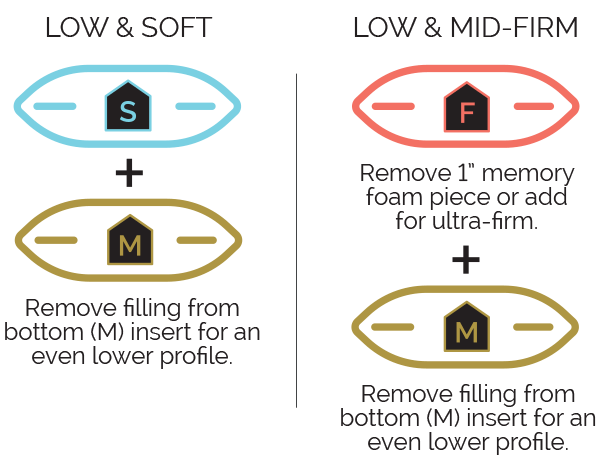 LOW & SOFT
S
+
M
Remove filling from
bottom (M) insert for an
even lower profile.
LOW & MID-FIRM
F
Remove 1” memory
foam piece or add
for ultra-firm.
+
M
Remove filling from
bottom (M) insert for an
even lower profile.